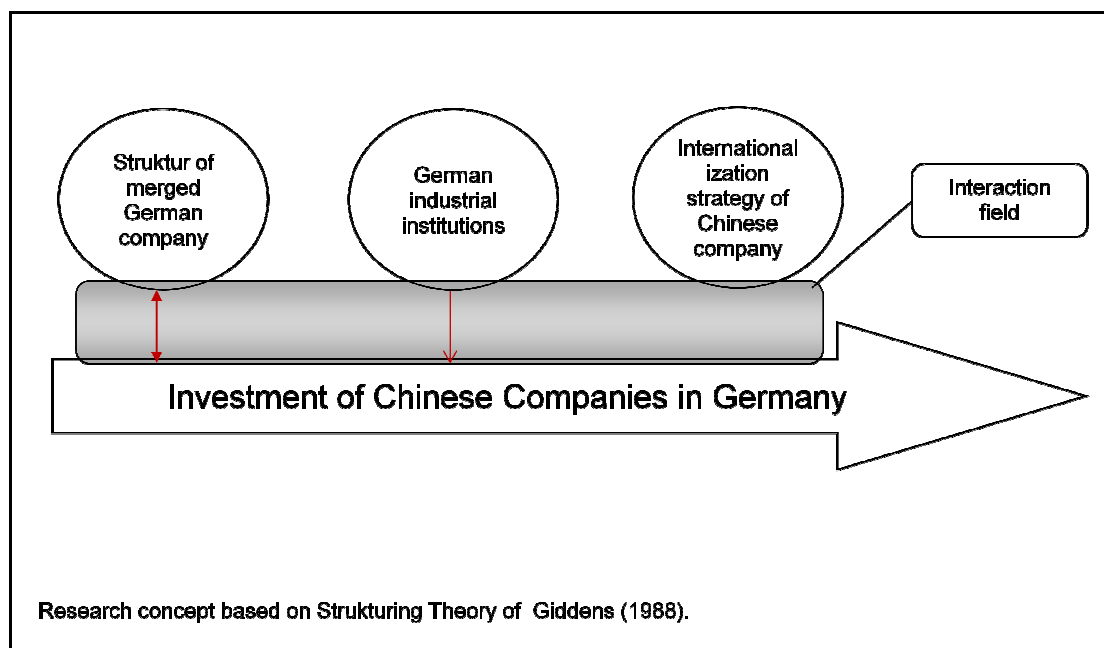 Struktur of
merged
German
company
German
industrial
institutions
International
ization
strategy of
Chinese
company
Interaction
field
Investment of Chinese Companies in Germany
Research concept based on Strukturing Theory of Giddens (1988).